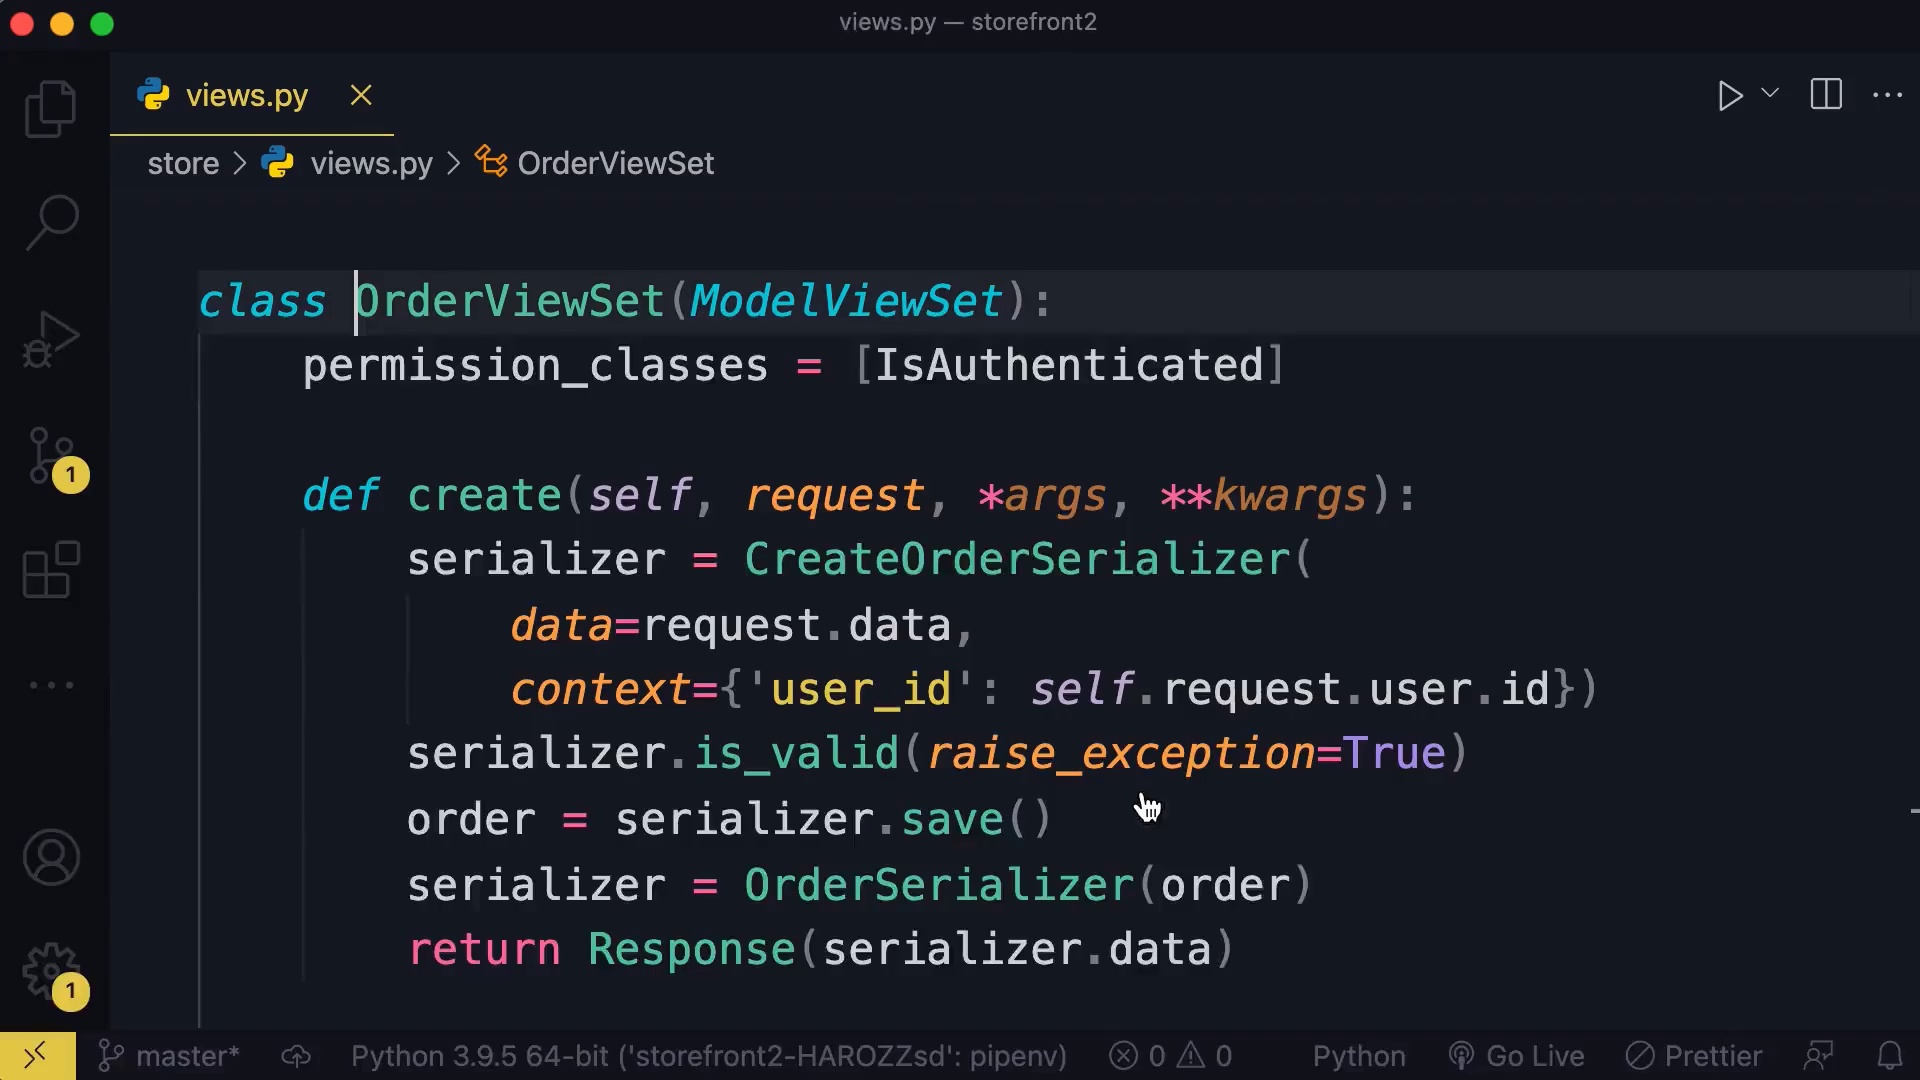 views.py — storefront2
views.py
store > views.py > OrderViewSet
class OrderViewSet(ModelViewSet):
permission_classes = [IsAuthenticated]
def create(self, request, *args, **kwargs):
serializer = CreateOrderSerializer(
data=request.data,
context={'user_id': self.request.user.id})
serializer.is_valid(raise_exception=True)
order = serializer.save()
serializer = OrderSerializer(order)
return Response(serializer.data)
1
1
master* Python 3.9.5 64-bit ('storefront2-HAROZZsd': pipenv) 0 0 Python Go Live Prettier